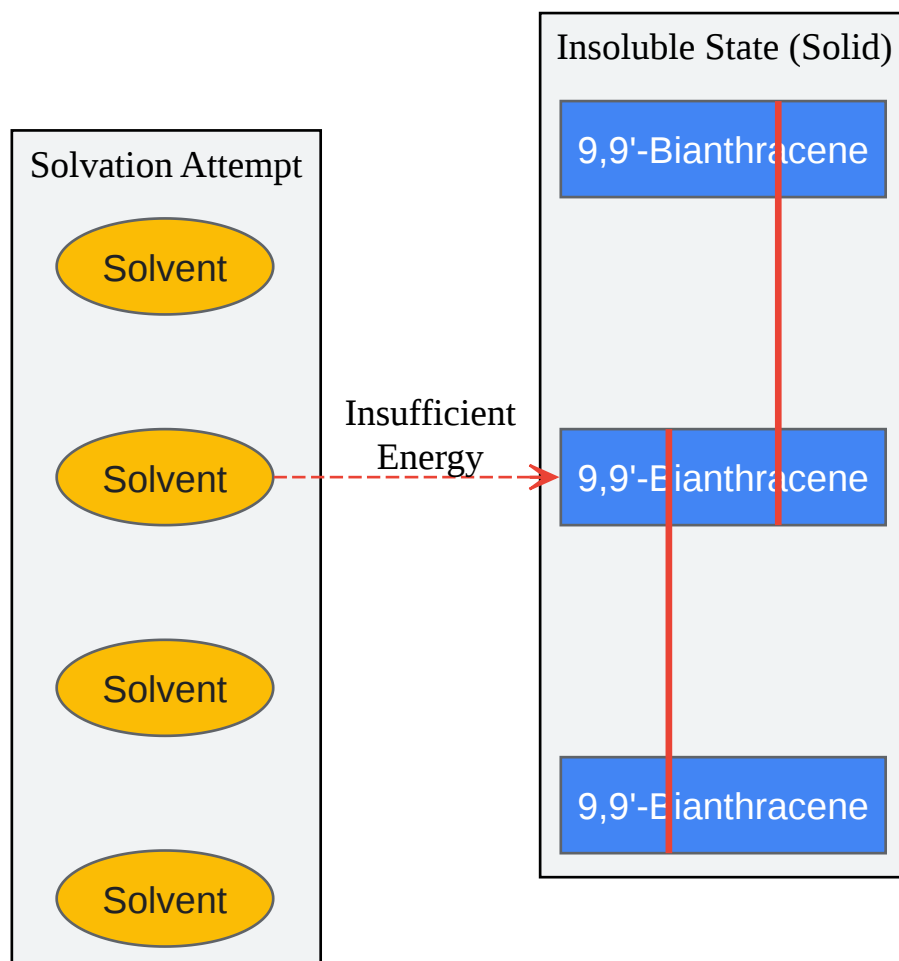 Solvation Attempt
Solvent
Solvent
Solvent
Solvent
Insufficient
Energy
Insoluble State (Solid)
9,9'-Bianthracene
9,9'-Bianthracene
9,9'-Bianthracene